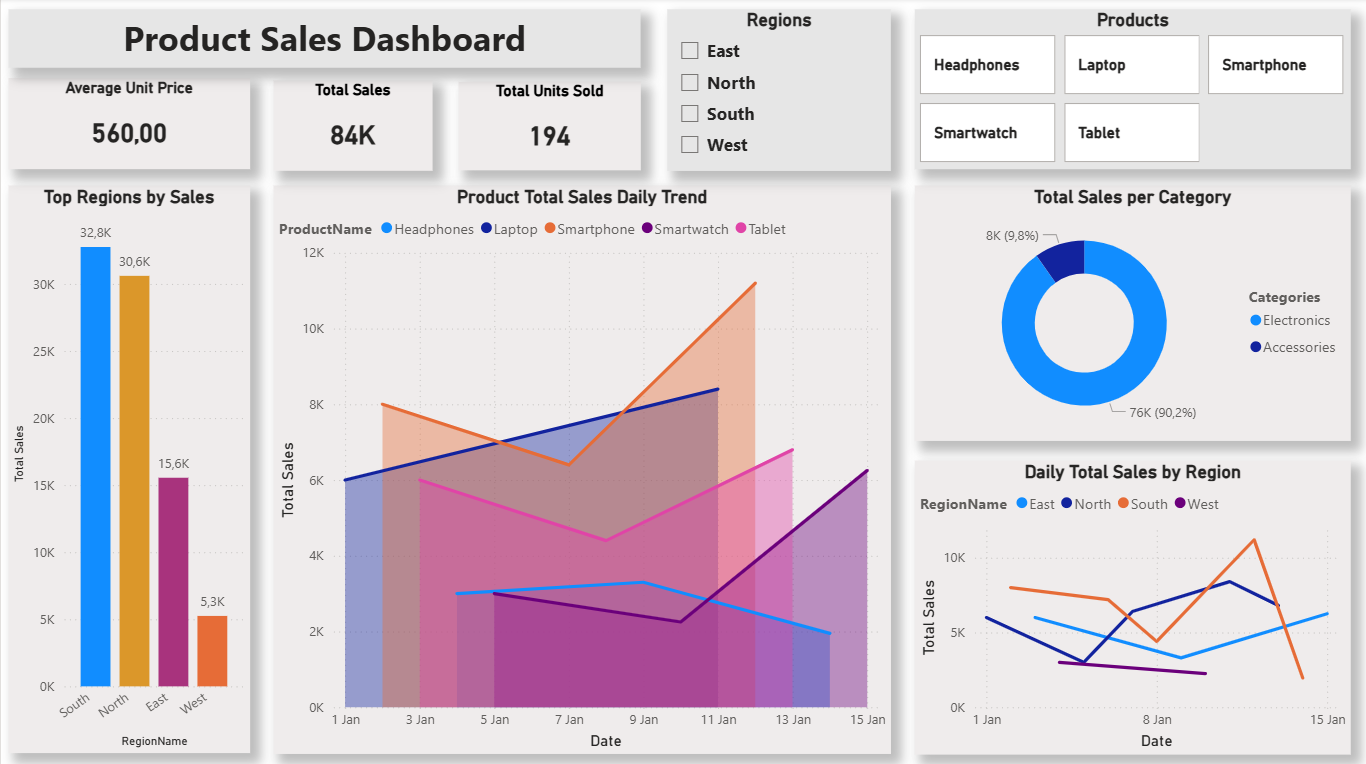 Product Sales Dashboard
Average Unit Price
560,00
Total Sales
84K
Total Units Sold
194
Regions
East
North
South
West
Products
Headphones
Laptop
Smartphone
Smartwatch
Tablet
Top Regions by Sales
32,8K
30,6K
15,6K
5,3K
30K
25K
20K
15K
10K
5K
0K
Total Sales
South
North
East
West
RegionName
Product Total Sales Daily Trend
ProductName Headphones Laptop Smartphone Smartwatch Tablet
12K
10K
8K
6K
4K
2K
0K
Total Sales
1 Jan 3 Jan 5 Jan 7 Jan 9 Jan 11 Jan 13 Jan 15 Jan
Date
Total Sales per Category
8K (9,8%)
76K (90,2%)
Categories
Electronics
Accessories
Daily Total Sales by Region
RegionName East North South West
10K
5K
0K
Total Sales
1 Jan 8 Jan 15 Jan
Date